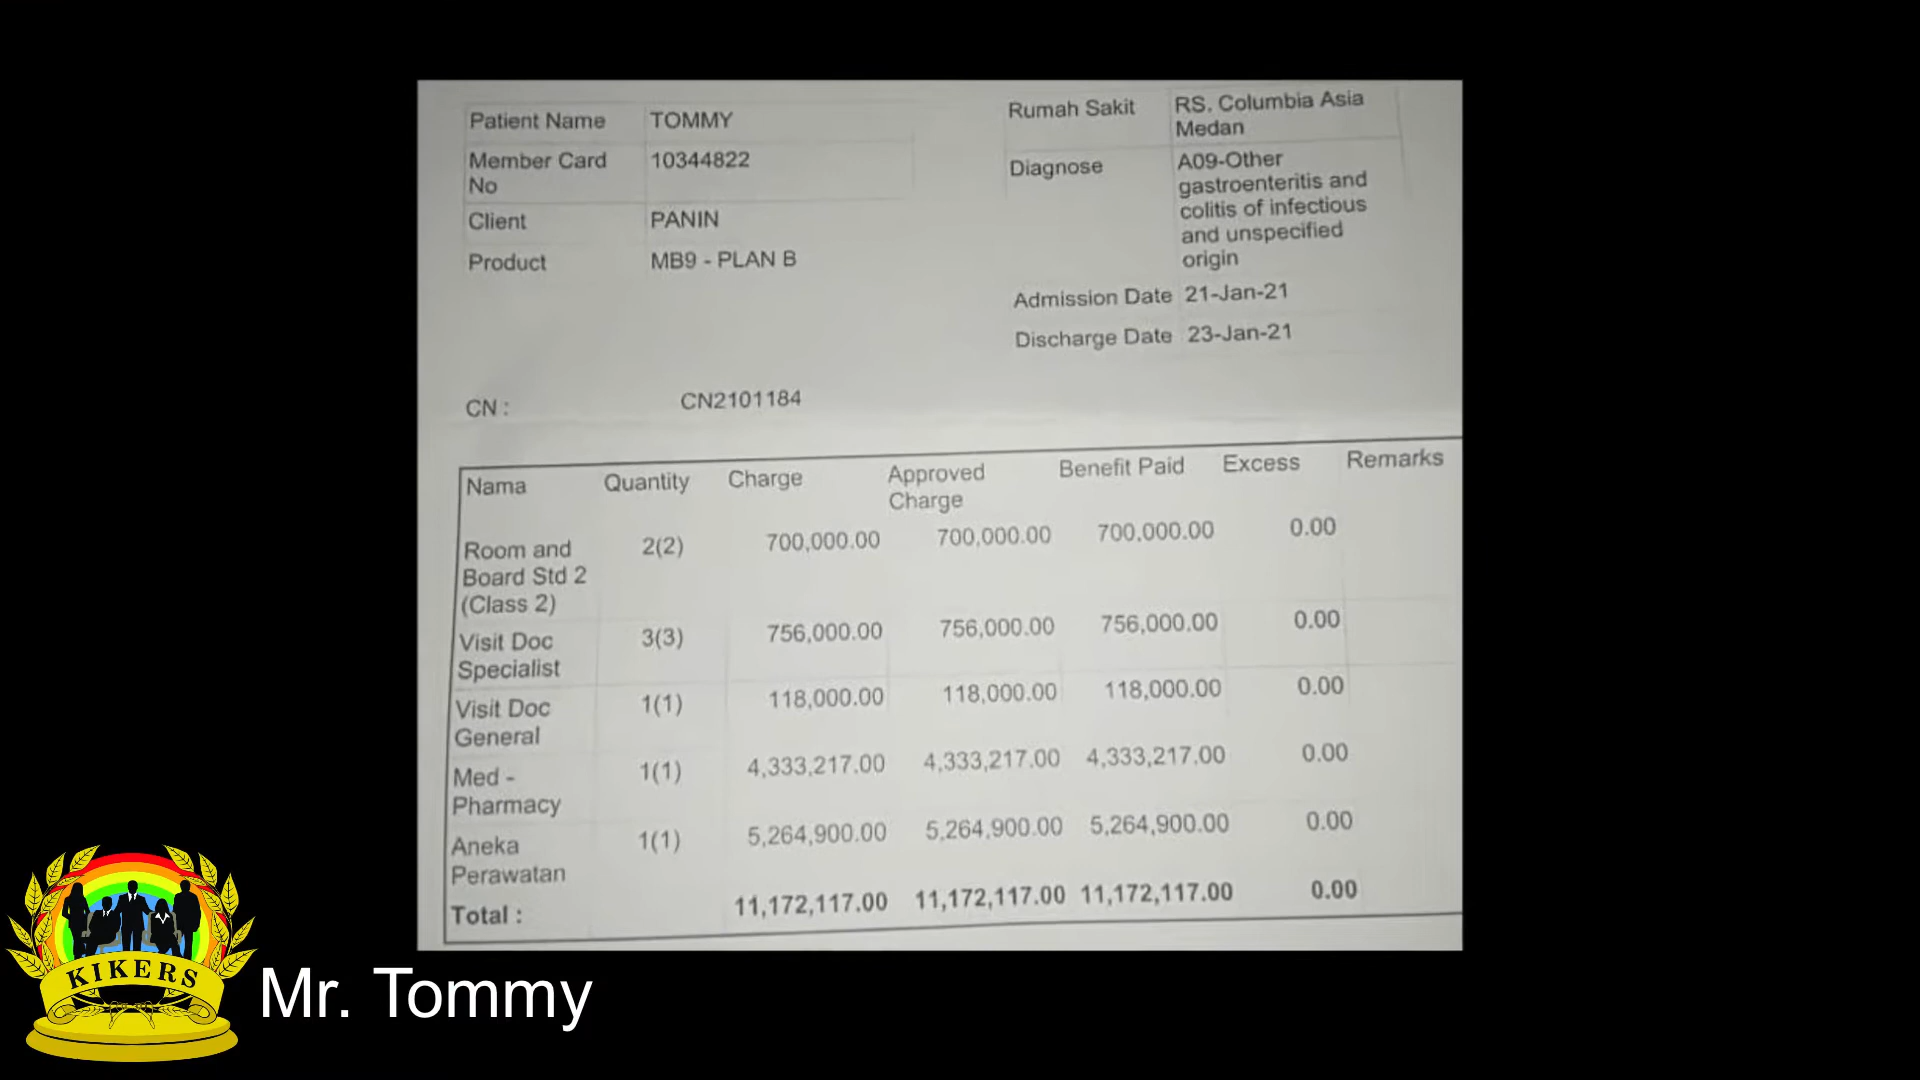 Patient Name TOMMY
Member Card No 10344822
Client PANIN
Product MB9 - PLAN B
Rumah Sakit RS. Columbia Asia Medan
Diagnose A09-Other
gastroenteritis and
colitis of infectious
and unspecified
origin
Admission Date 21-Jan-21
Discharge Date 23-Jan-21
CN : CN2101184
Nama Quantity Charge Approved Charge Benefit Paid Excess Remarks
Room and Board Std 2 (Class 2) 2(2) 700,000.00 700,000.00 700,000.00 0.00
Visit Doc Specialist 3(3) 756,000.00 756,000.00 756,000.00 0.00
Visit Doc General 1(1) 118,000.00 118,000.00 118,000.00 0.00
Med - Pharmacy 1(1) 4,333,217.00 4,333,217.00 4,333,217.00 0.00
Aneka Perawatan 1(1) 5,264,900.00 5,264,900.00 5,264,900.00 0.00
Total : 11,172,117.00 11,172,117.00 11,172,117.00 0.00
KIKERS
Mr. Tommy